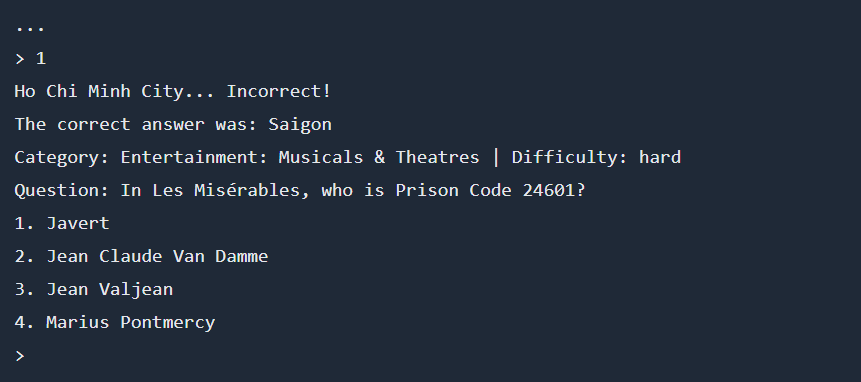 ...
> 1
Ho Chi Minh City... Incorrect!
The correct answer was: Saigon
Category: Entertainment: Musicals & Theatres | Difficulty: hard
Question: In Les Misérables, who is Prison Code 24601?
1. Javert
2. Jean Claude Van Damme
3. Jean Valjean
4. Marius Pontmercy
>